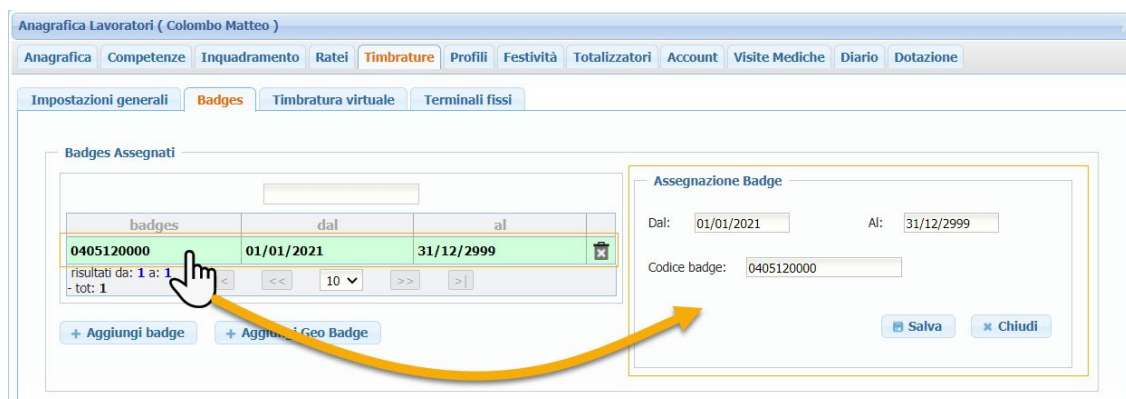 Anagrafica Lavoratori ( Colombo Matteo )
Anagrafica Competenze Inquadramento Ratei Timbrature Profili Festività Totalizzatori Account Visite Mediche Diario Dotazione
Impostazioni generali Badges Timbratura virtuale Terminali fissi
Badges Assegnati
badges dal al
0405120000 01/01/2021 31/12/2999
risultati da: 1 a: 1
- tot: 1
< << 10 >> >|
+ Aggiungi badge + Aggiungi Geo Badge
Assegnazione Badge
Dal: 01/01/2021 Al: 31/12/2999
Codice badge: 0405120000
Salva x Chiudi